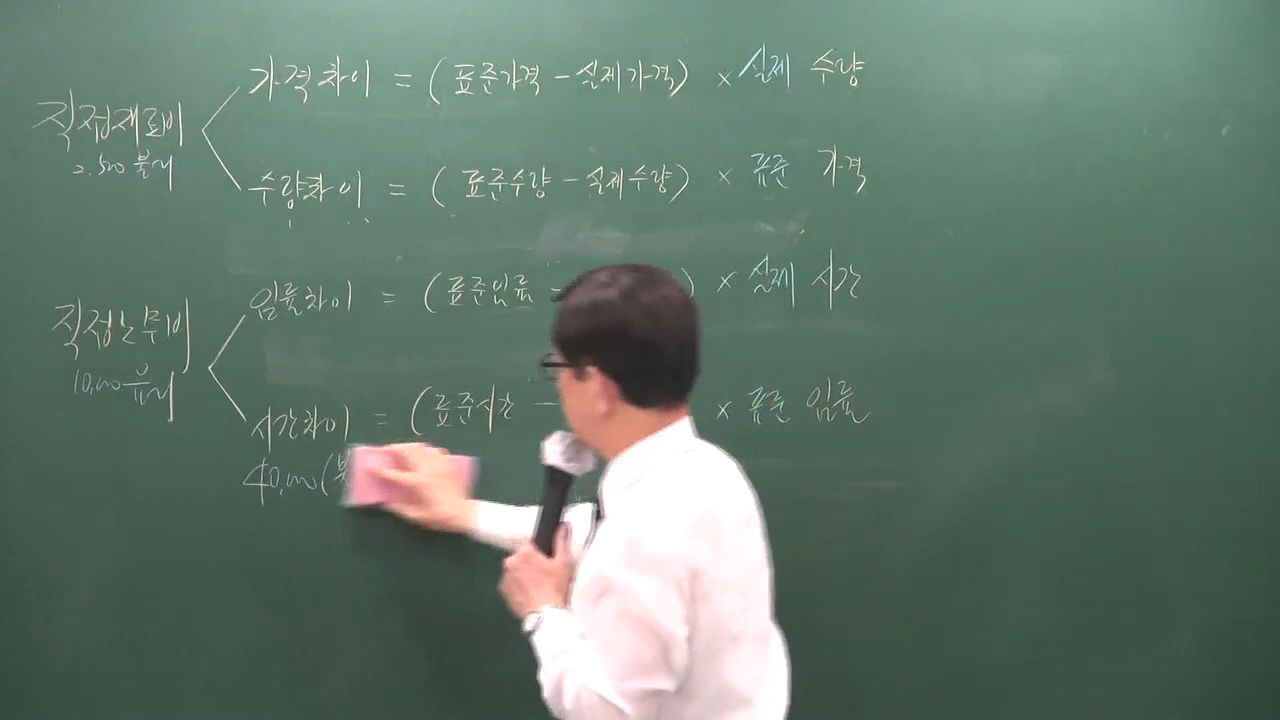 가격차이 = (표준가격 - 실제가격) × 실제 수량
직접재료비
2,500 불리
수량차이 = (표준수량 - 실제수량) × 표준 가격
임률차이 = (표준임률 - ) × 실제 시간
직접노무비
10,000 유리
시간차이 = (표준시간 - × 표준 임률
40,000(